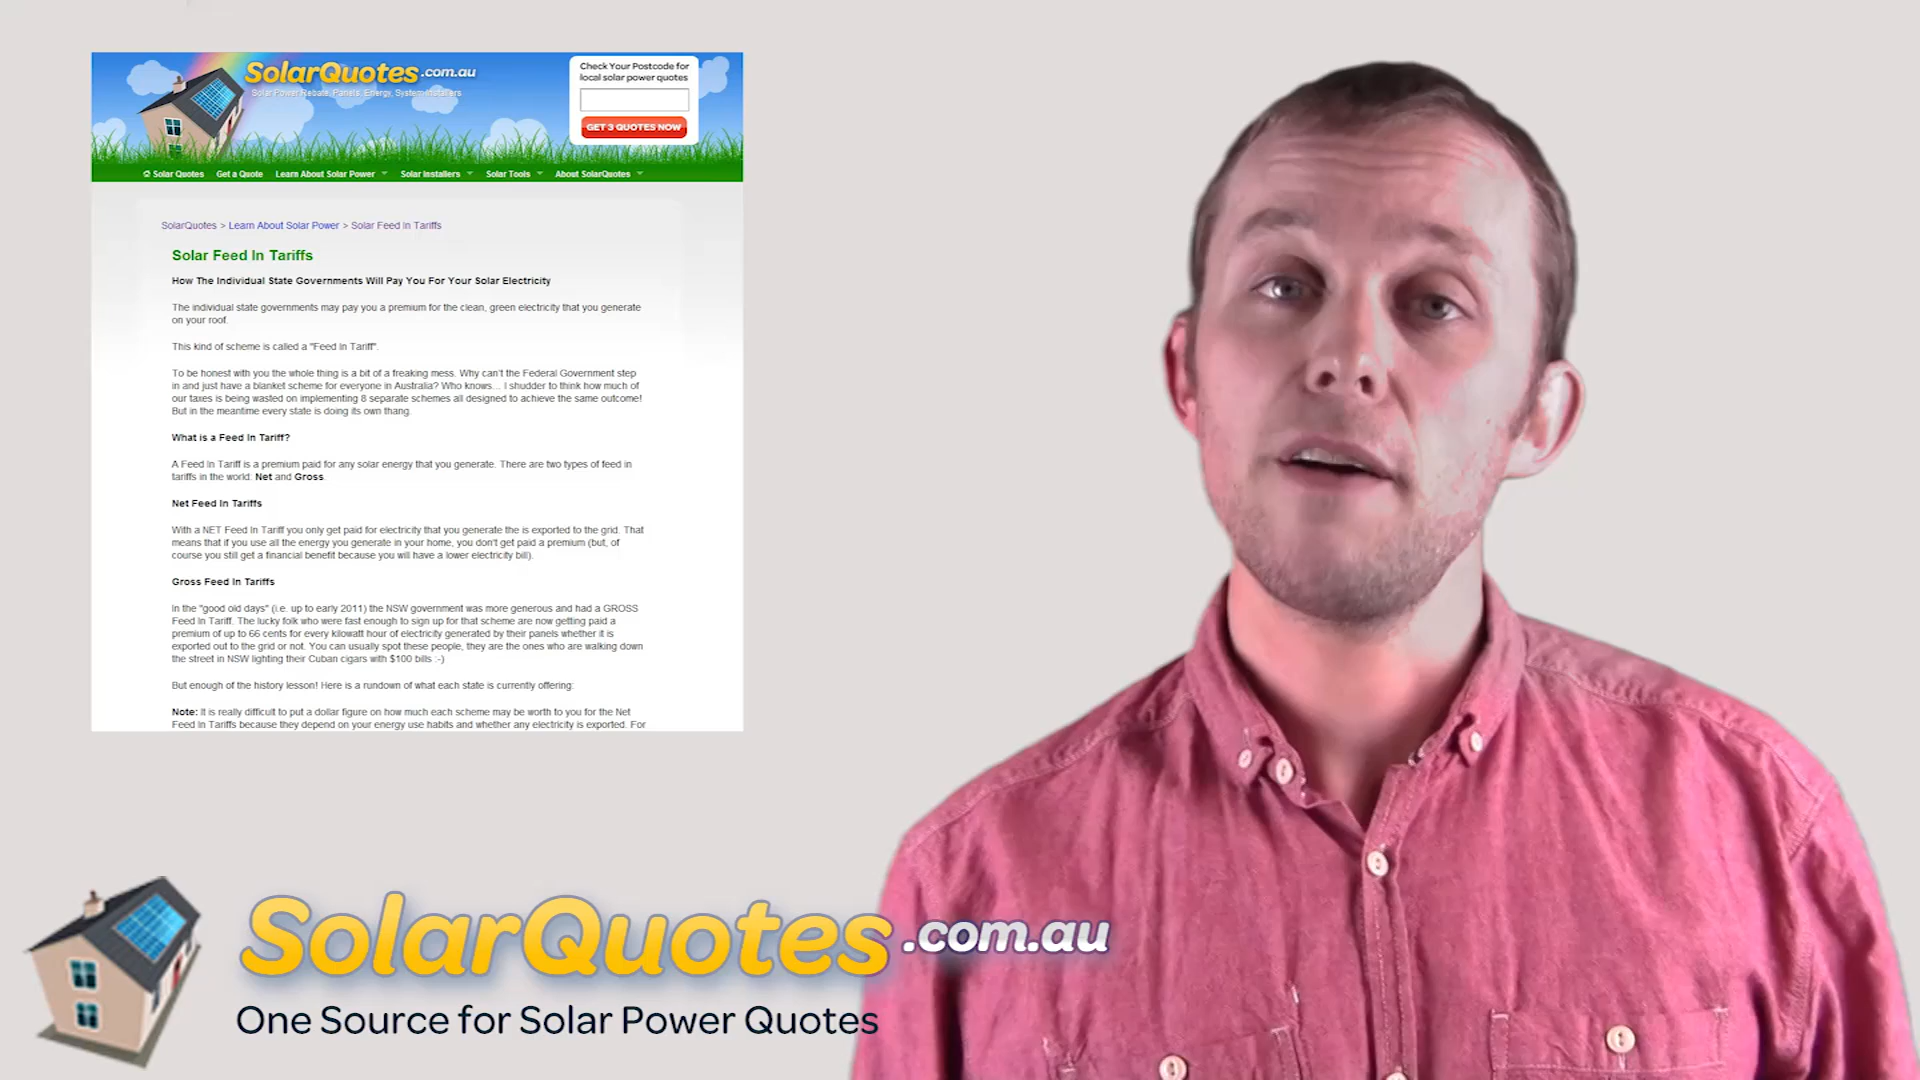 SolarQuotes.com.au
Solar Power Rebate, Panels, Energy, System Installers
Check Your Postcode for
local solar power quotes
GET 3 QUOTES NOW
Solar Quotes Get a Quote Learn About Solar Power Solar Installers Solar Tools About SolarQuotes
SolarQuotes > Learn About Solar Power > Solar Feed In Tariffs
Solar Feed In Tariffs
How The Individual State Governments Will Pay You For Your Solar Electricity
The individual state governments may pay you a premium for the clean, green electricity that you generate
on your roof.
This kind of scheme is called a "Feed In Tariff".
To be honest with you the whole thing is a bit of a freaking mess. Why can't the Federal Government step
in and just have a blanket scheme for everyone in Australia? Who knows... I shudder to think how much of
our taxes is being wasted on implementing 8 separate schemes all designed to achieve the same outcome!
But in the meantime every state is doing its own thang.
What is a Feed In Tariff?
A Feed In Tariff is a premium paid for any solar energy that you generate. There are two types of feed in
tariffs in the world. Net and Gross.
Net Feed In Tariffs
With a NET Feed In Tariff you only get paid for electricity that you generate the is exported to the grid. That
means that if you use all the energy you generate in your home, you don't get paid a premium (but, of
course you still get a financial benefit because you will have a lower electricity bill).
Gross Feed In Tariffs
In the "good old days" (i.e. up to early 2011) the NSW government was more generous and had a GROSS
Feed In Tariff. The lucky folk who were fast enough to sign up for that scheme are now getting paid a
premium of up to 66 cents for every kilowatt hour of electricity generated by their panels whether it is
exported out to the grid or not. You can usually spot these people, they are the ones who are walking down
the street in NSW lighting their Cuban cigars with $100 bills :-)
But enough of the history lesson! Here is a rundown of what each state is currently offering:
Note: It is really difficult to put a dollar figure on how much each scheme may be worth to you for the Net
Feed In Tariffs because they depend on your energy use habits and whether any electricity is exported. For
SolarQuotes.com.au
One Source for Solar Power Quotes